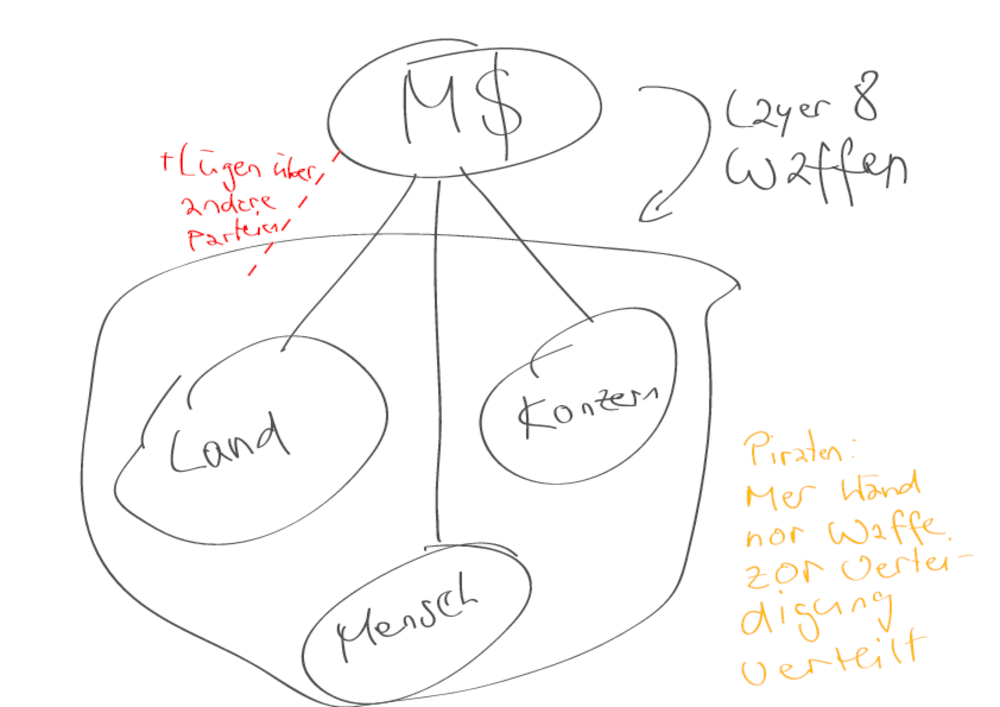 M$
Layer 8
Waffen
+Lügen über
andere
Parteien
Land
Konzern
Mensch
Piraten:
Mer händ
nor Waffe
zor Vertei-
digung
verteilt